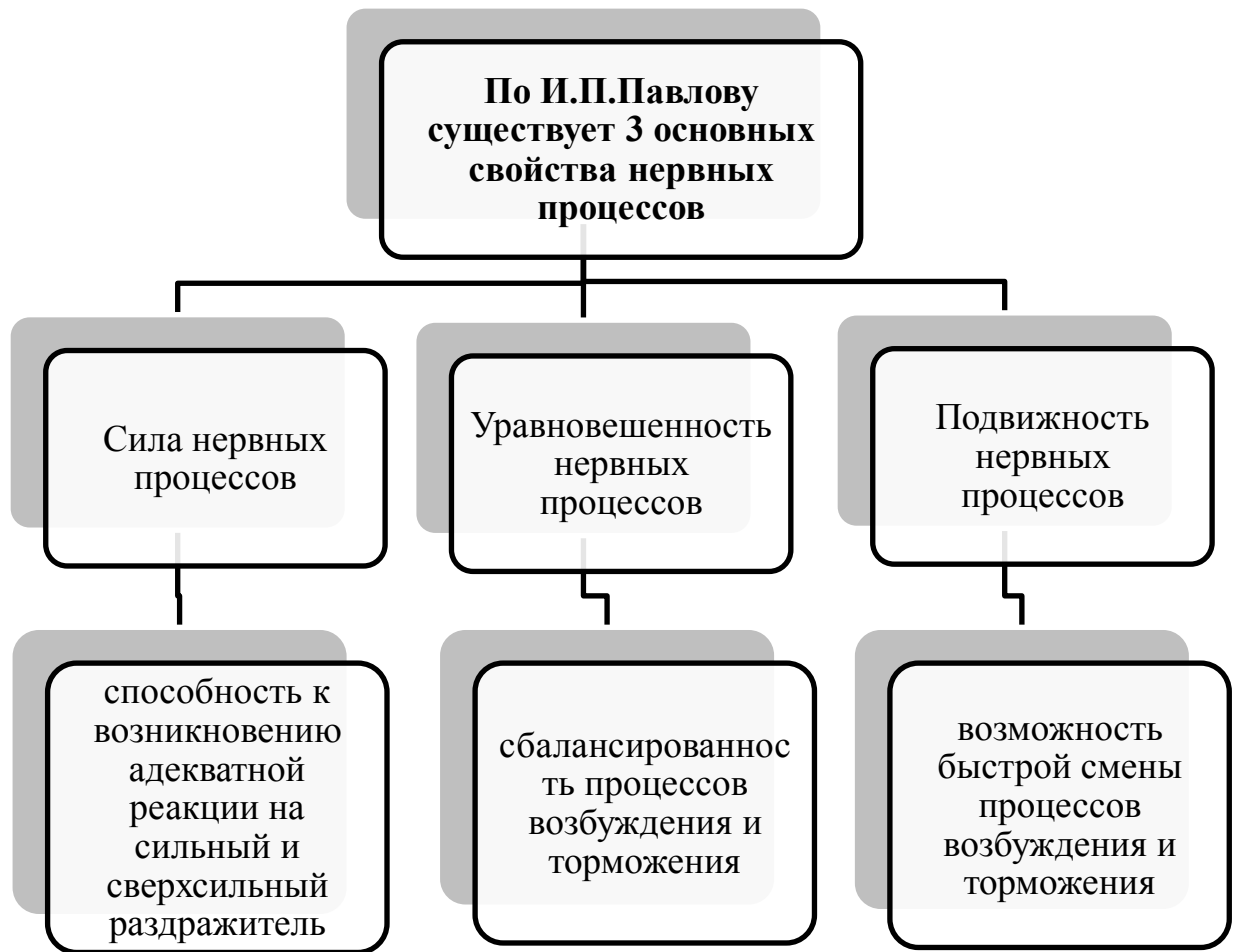 По И.П.Павлову
существует 3 основных
свойства нервных
процессов
Сила нервных
процессов
Уравновешенность
нервных
процессов
Подвижность
нервных
процессов
способность к
возникновению
адекватной
реакции на
сильный и
сверхсильный
раздражитель
сбалансированнос
ть процессов
возбуждения и
торможения
возможность
быстрой смены
процессов
возбуждения и
торможения